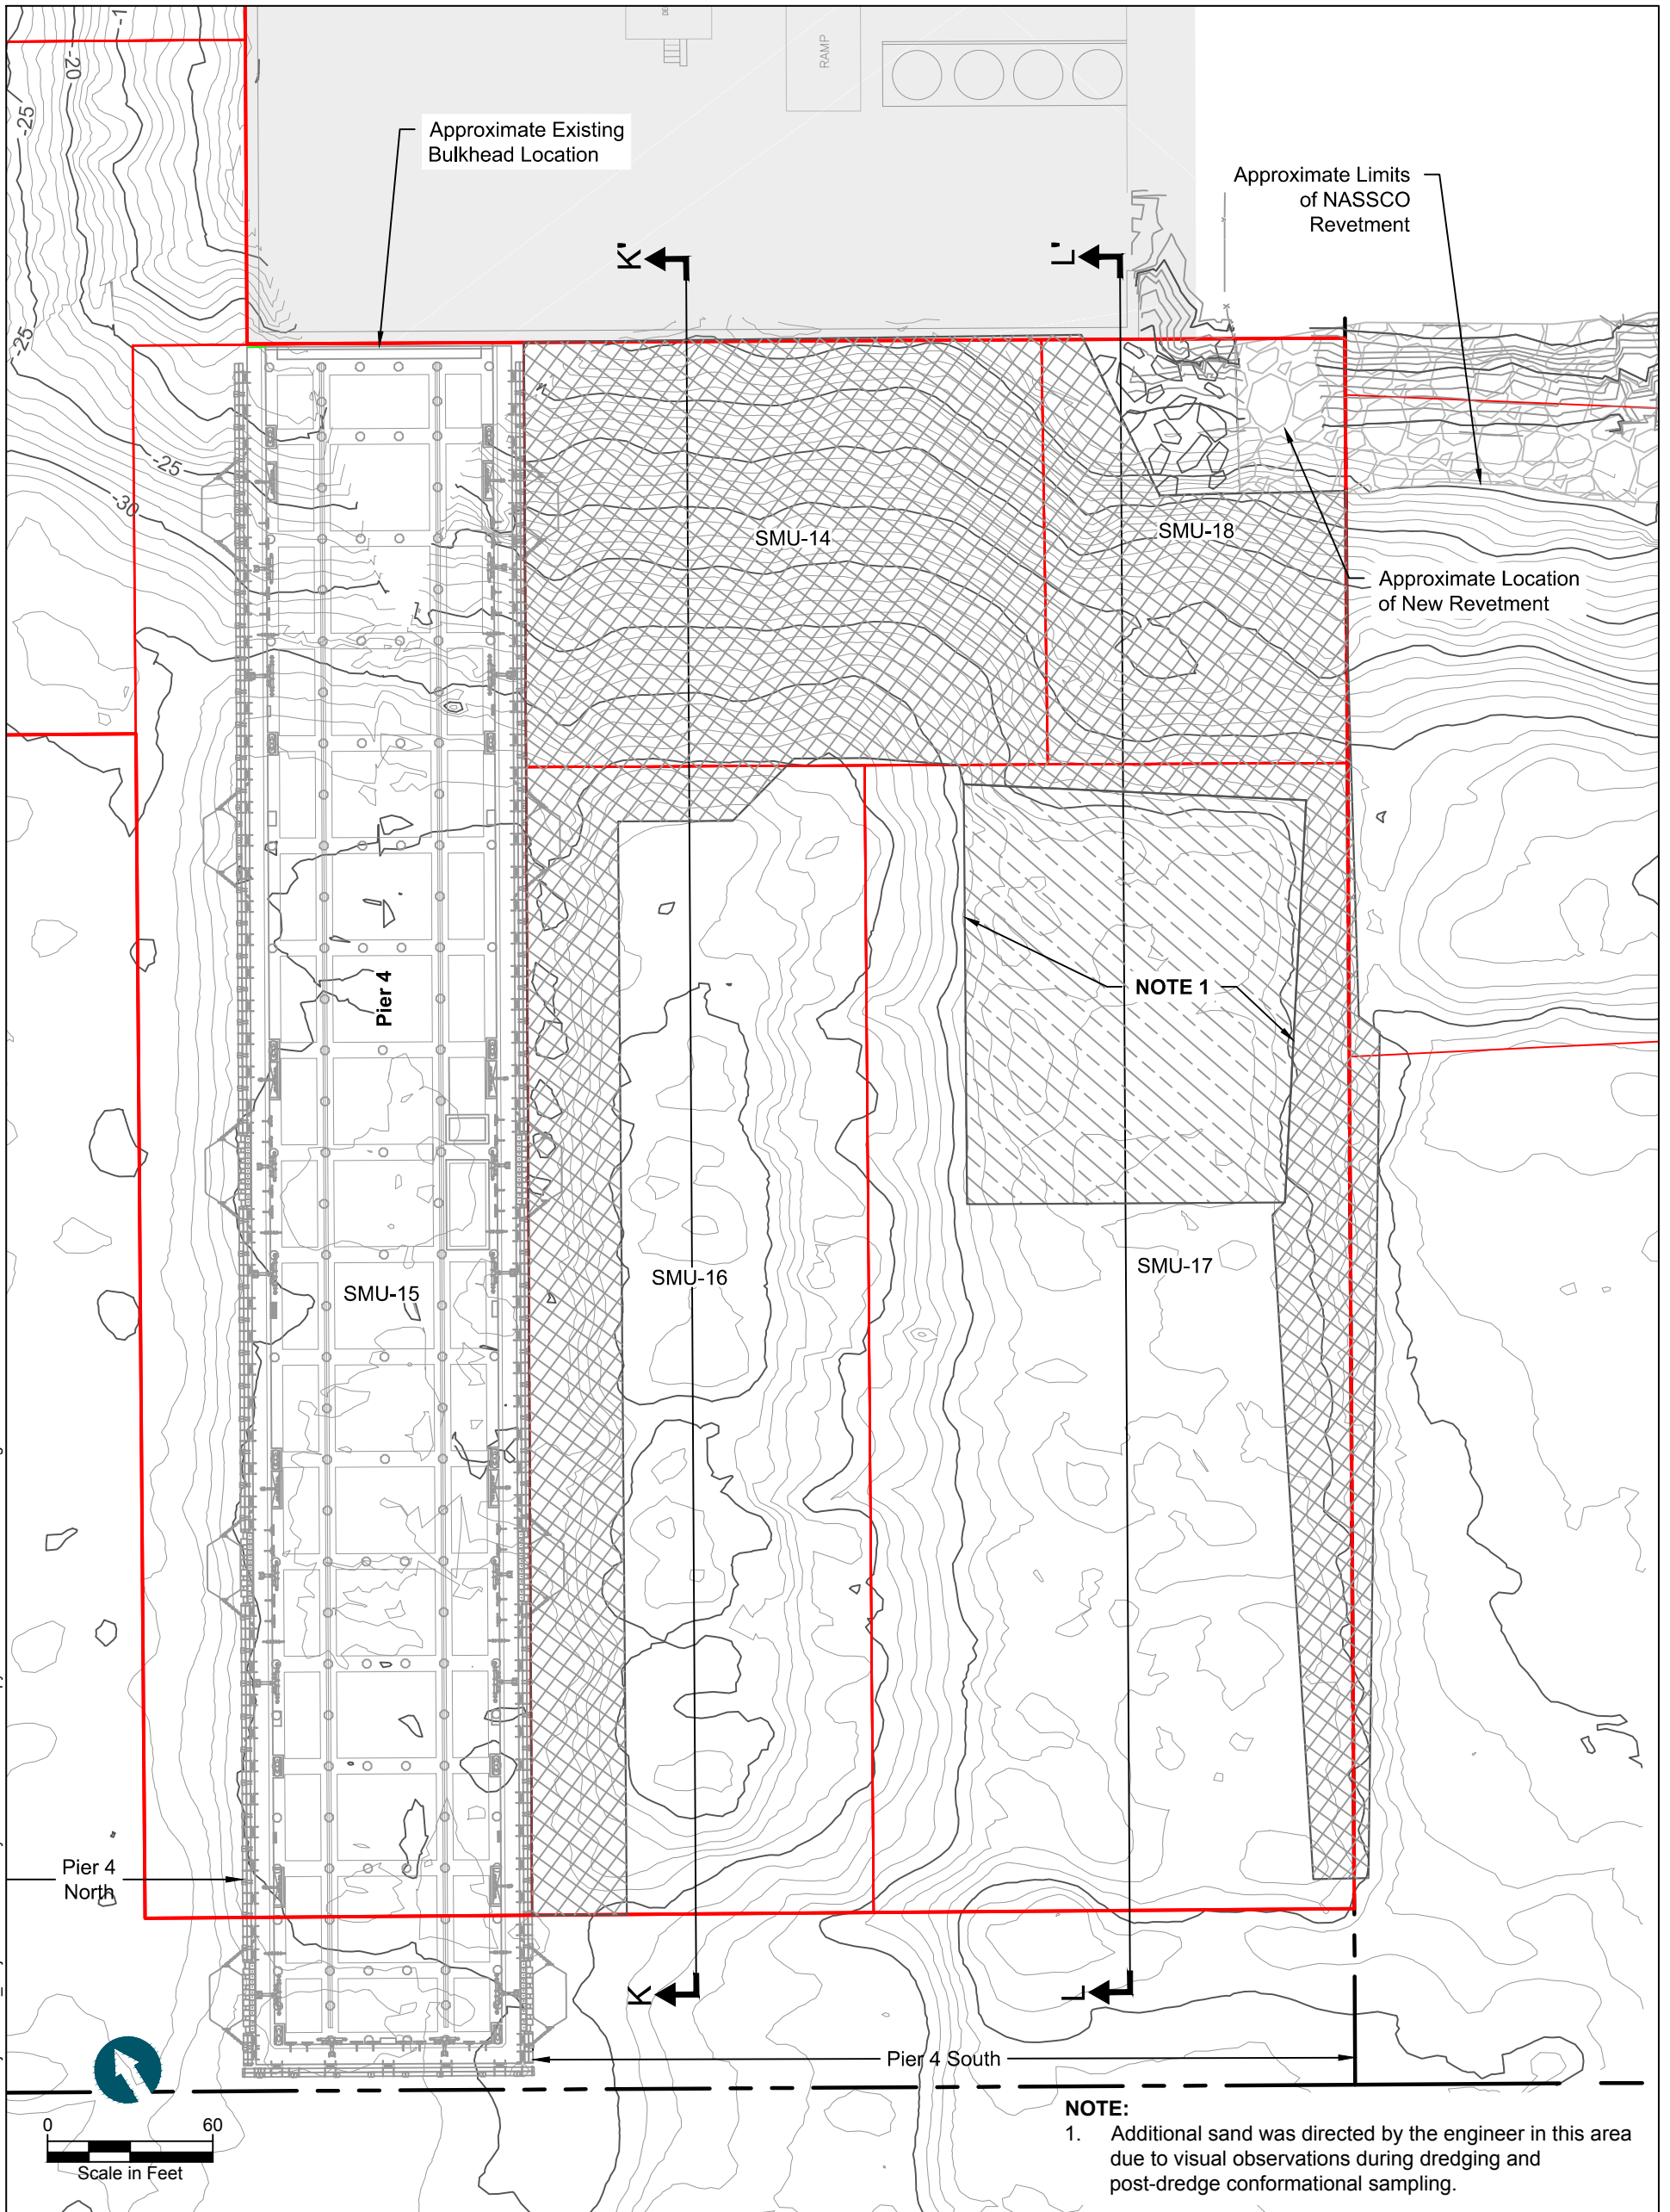 -1
-20
-25
DE
RAMP
Approximate Existing
Bulkhead Location
Approximate Limits
of NASSCO
Revetment
K'
L'
-25
-25
-30
SMU-14
SMU-18
Approximate Location
of New Revetment
Pier 4
NOTE 1
SMU-15
SMU-16
SMU-17
Pier 4
North
K
L
Pier 4 South
0 60
Scale in Feet
NOTE:
1. Additional sand was directed by the engineer in this area
due to visual observations during dredging and
post-dredge conformational sampling.